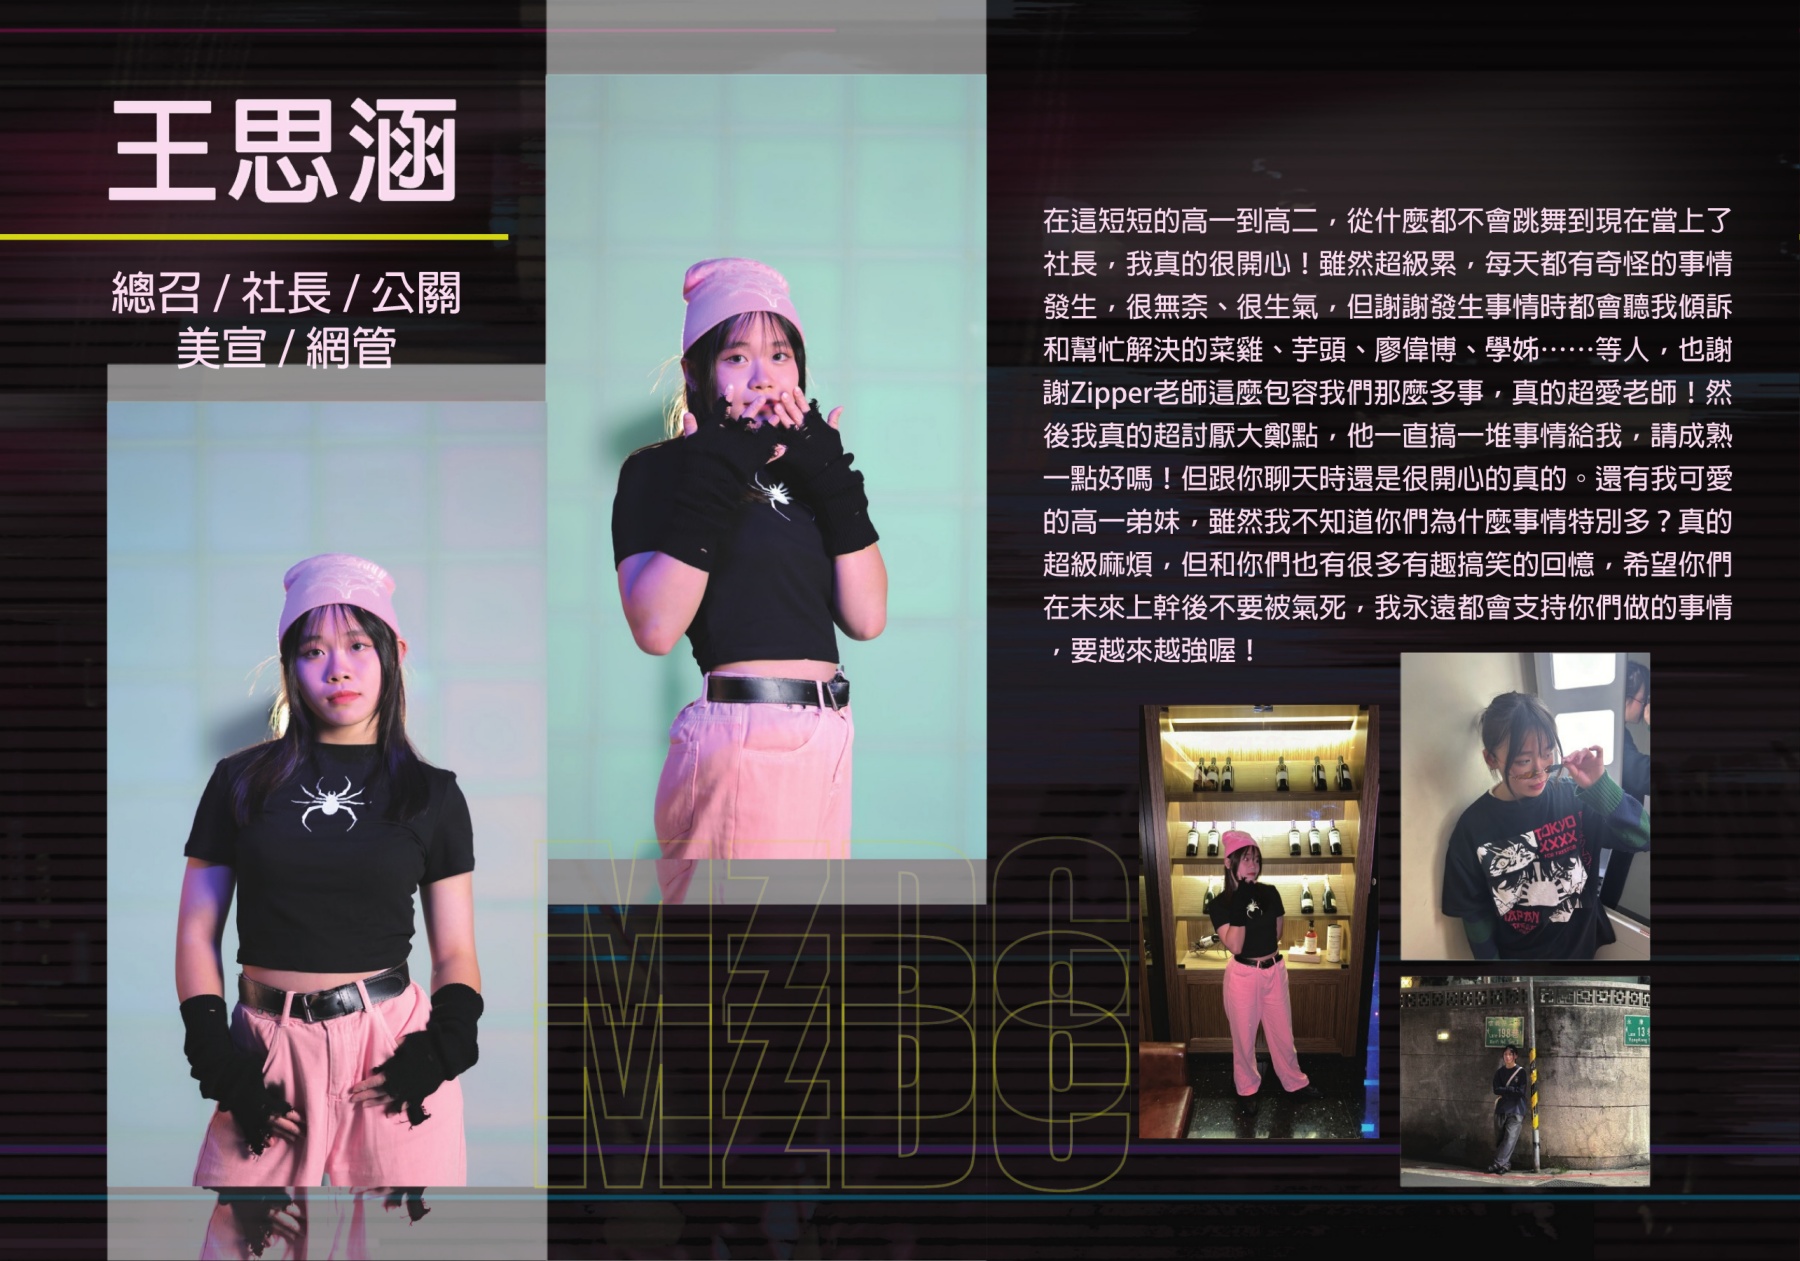 王思涵
總召 / 社長 / 公關
美宣 / 網管
在這短短的高一到高二，從什麼都不會跳舞到現在當上了
社長，我真的很開心！雖然超級累，每天都有奇怪的事情
發生，很無奈、很生氣，但謝謝發生事情時都會聽我傾訴
和幫忙解決的菜雞、芋頭、廖偉博、學姊……等人，也謝
謝Zipper老師這麼包容我們那麼多事，真的超愛老師！然
後我真的超討厭大鄭點，他一直搞一堆事情給我，請成熟
一點好嗎！但跟你聊天時還是很開心的真的。還有我可愛
的高一弟妹，雖然我不知道你們為什麼事情特別多？真的
超級麻煩，但和你們也有很多有趣搞笑的回憶，希望你們
在未來上幹後不要被氣死，我永遠都會支持你們做的事情
，要越來越強喔！
MZDC
MZDC
MZDC
TOKYO
XXXX
JAPAN
198
13